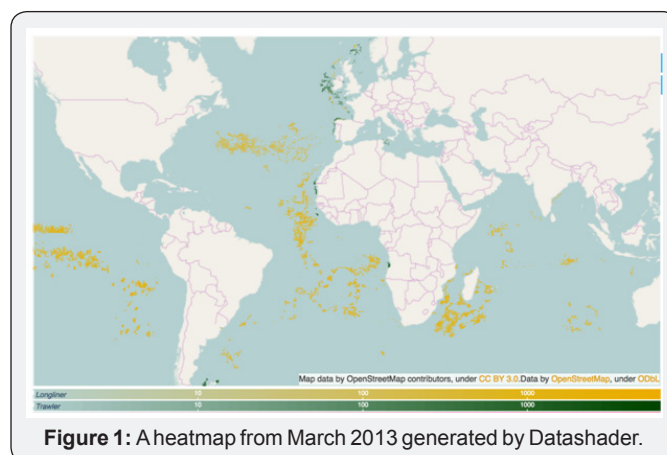 Map data by OpenStreetMap contributors, under CC BY 3.0.Data by OpenStreetMap, under ODbL.
Longliner 10 100 1000
Trawler 10 100 1000
Figure 1: A heatmap from March 2013 generated by Datashader.